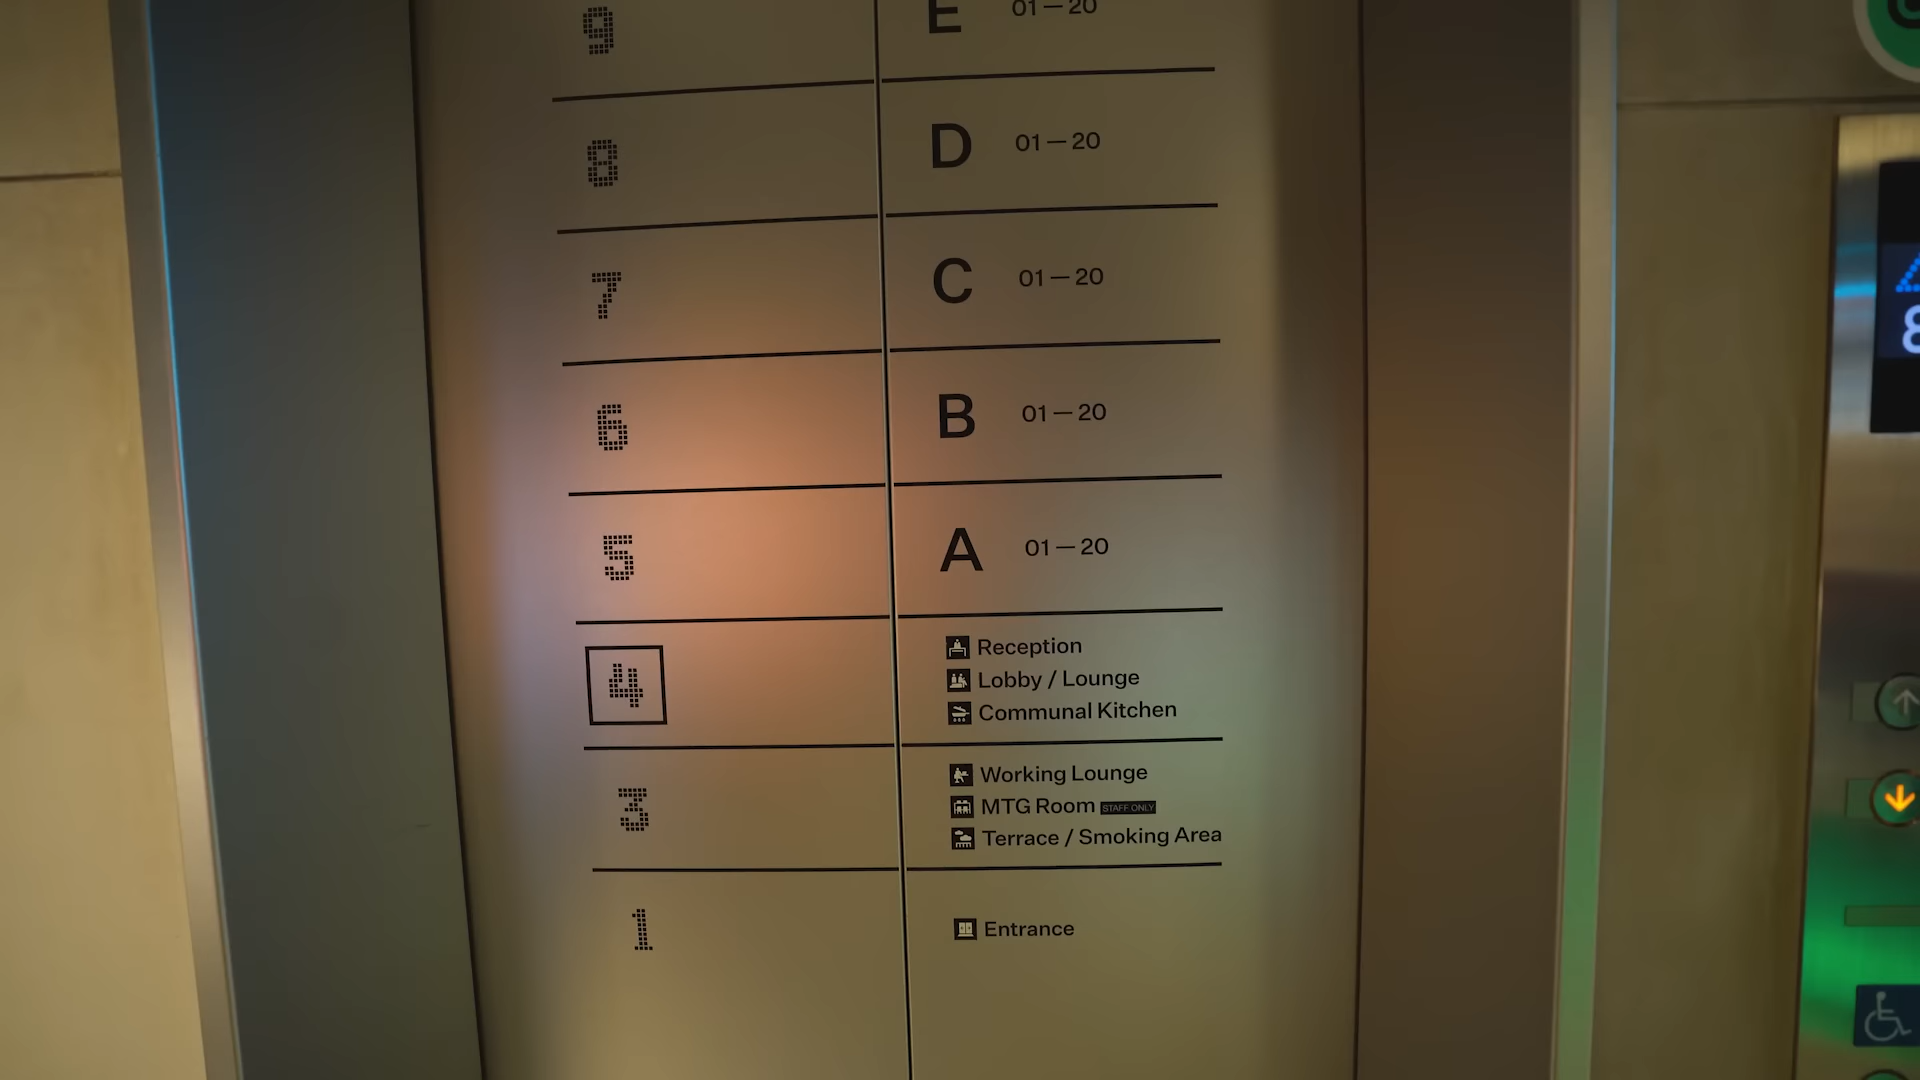 9 E 01—20
8 D 01—20
7 C 01—20
6 B 01—20
5 A 01—20
4 Reception
Lobby / Lounge
Communal Kitchen
3 Working Lounge
MTG Room STAFF ONLY
Terrace / Smoking Area
1 Entrance
8